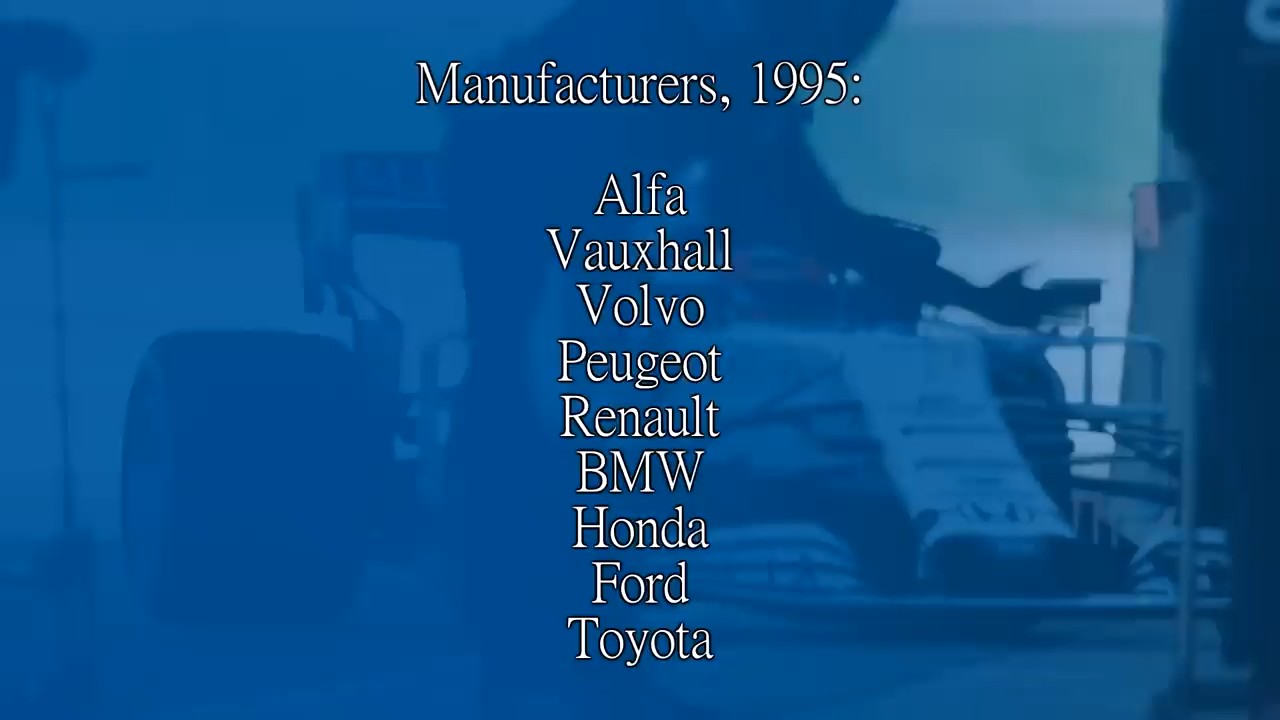 Manufacturers, 1995:
Alfa
Vauxhall
Volvo
Peugeot
Renault
BMW
Honda
Ford
Toyota